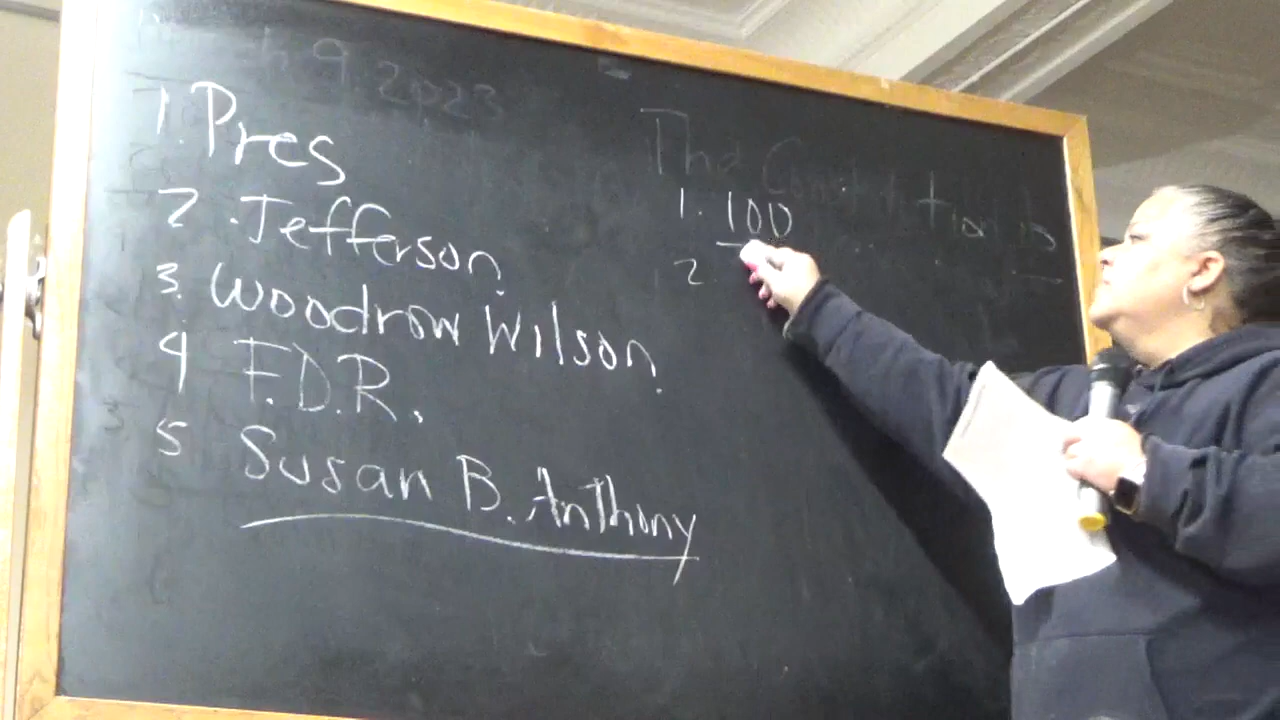 h 9 2023
1. Pres
2. Jefferson.
3. Woodrow Wilson.
4 F.D.R.
5 Susan B. Anthony
The Constitution is
1. 100
2